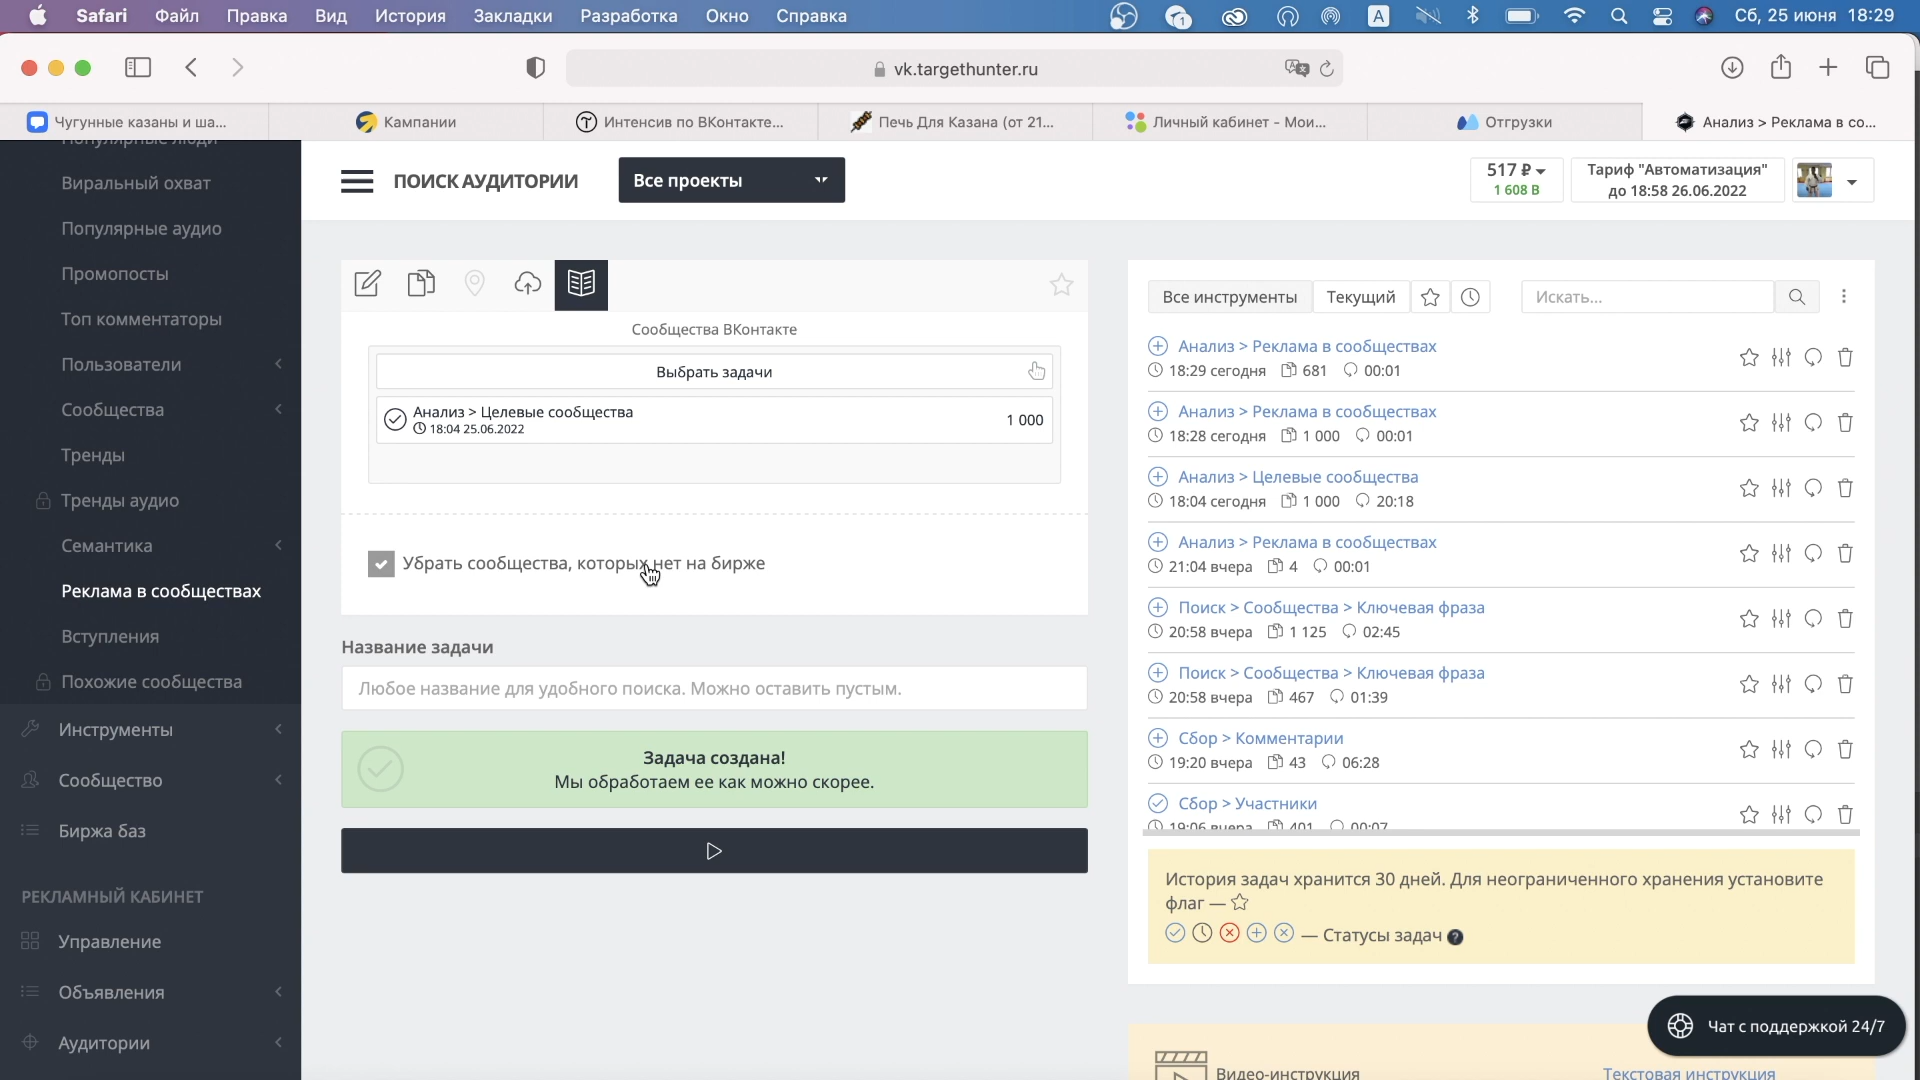 Safari Файл Правка Вид История Закладки Разработка Окно Справка
1 A Сб, 25 июня 18:29
vk.targethunter.ru
Чугунные казаны и ша...
Кампании
Интенсив по ВКонтакте...
Печь Для Казана (от 21...
Личный кабинет - Мои...
Отгрузки
Анализ > Реклама в со...
Популярные люди
Виральный охват
Популярные аудио
Промопосты
Топ комментаторы
Пользователи
Сообщества
Тренды
Тренды аудио
Семантика
Реклама в сообществах
Вступления
Похожие сообщества
Инструменты
Сообщество
Биржа баз
РЕКЛАМНЫЙ КАБИНЕТ
Управление
Объявления
Аудитории
ПОИСК АУДИТОРИИ
Все проекты
517 ₽
1 608 B
Тариф "Автоматизация"
до 18:58 26.06.2022
Сообщества ВКонтакте
Выбрать задачи
Анализ > Целевые сообщества
18:04 25.06.2022
1 000
Убрать сообщества, которых нет на бирже
Название задачи
Любое название для удобного поиска. Можно оставить пустым.
Задача создана!
Мы обработаем ее как можно скорее.
Все инструменты
Текущий
Искать...
Анализ > Реклама в сообществах
18:29 сегодня 681 00:01
Анализ > Реклама в сообществах
18:28 сегодня 1 000 00:01
Анализ > Целевые сообщества
18:04 сегодня 1 000 20:18
Анализ > Реклама в сообществах
21:04 вчера 4 00:01
Поиск > Сообщества > Ключевая фраза
20:58 вчера 1 125 02:45
Поиск > Сообщества > Ключевая фраза
20:58 вчера 467 01:39
Сбор > Комментарии
19:20 вчера 43 06:28
Сбор > Участники
19:06 вчера 401 00:07
История задач хранится 30 дней. Для неограниченного хранения установите
флаг —
— Статусы задач ?
Чат с поддержкой 24/7
Видео-инструкция
Текстовая инструкция